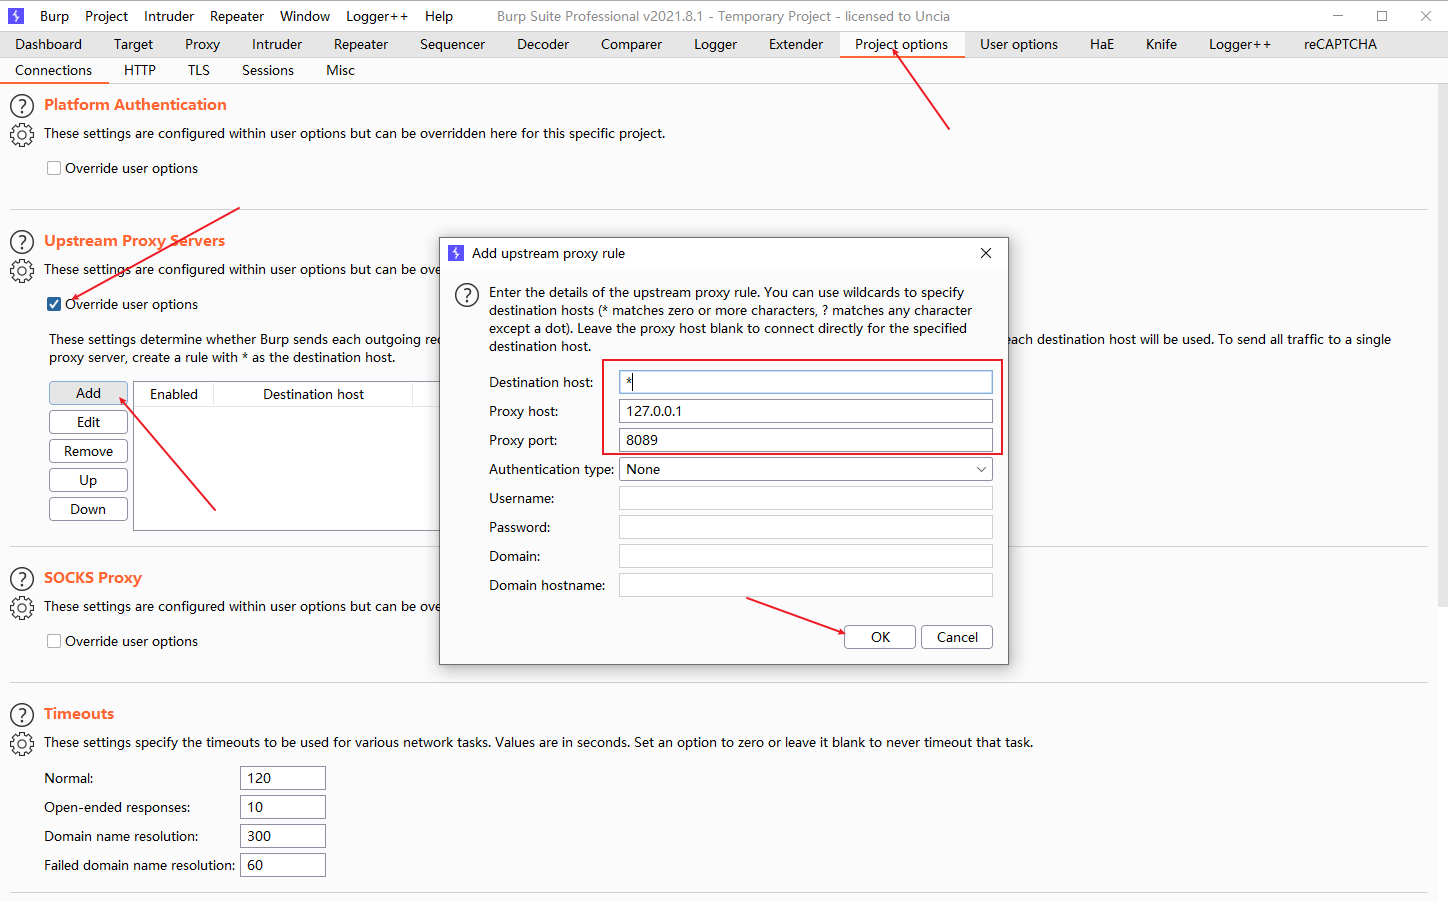 Burp Project Intruder Repeater Window Logger++ Help Burp Suite Professional v2021.8.1 - Temporary Project - licensed to Uncia
Dashboard Target Proxy Intruder Repeater Sequencer Decoder Comparer Logger Extender Project options User options HaE Knife Logger++ reCAPTCHA
Connections HTTP TLS Sessions Misc
Platform Authentication
These settings are configured within user options but can be overridden here for this specific project.
Override user options
Upstream Proxy Servers
These settings are configured within user options but can be ove
Override user options
These settings determine whether Burp sends each outgoing re
ach destination host will be used. To send all traffic to a single
proxy server, create a rule with * as the destination host.
Add
Edit
Remove
Up
Down
Enabled Destination host
Add upstream proxy rule
Enter the details of the upstream proxy rule. You can use wildcards to specify
destination hosts (* matches zero or more characters, ? matches any character
except a dot). Leave the proxy host blank to connect directly for the specified
destination host.
Destination host: *
Proxy host: 127.0.0.1
Proxy port: 8089
Authentication type: None
Username:
Password:
Domain:
Domain hostname:
OK Cancel
SOCKS Proxy
These settings are configured within user options but can be ove
Override user options
Timeouts
These settings specify the timeouts to be used for various network tasks. Values are in seconds. Set an option to zero or leave it blank to never timeout that task.
Normal: 120
Open-ended responses: 10
Domain name resolution: 300
Failed domain name resolution: 60